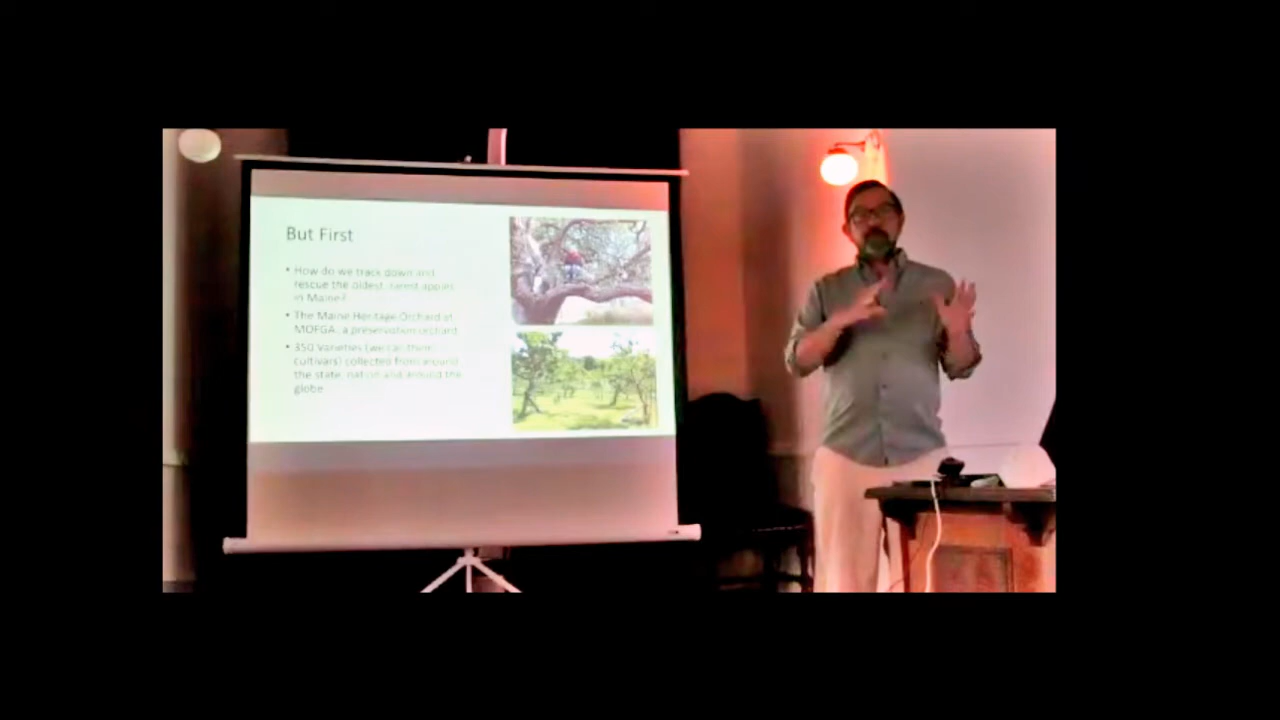 But First
• How do we track down and
rescue the oldest, rarest apples
in Maine?
• The Maine Heritage Orchard at
MOFGA, a preservation orchard
• 350 Varieties (we call them
cultivars) collected from around
the state, nation and around the
globe